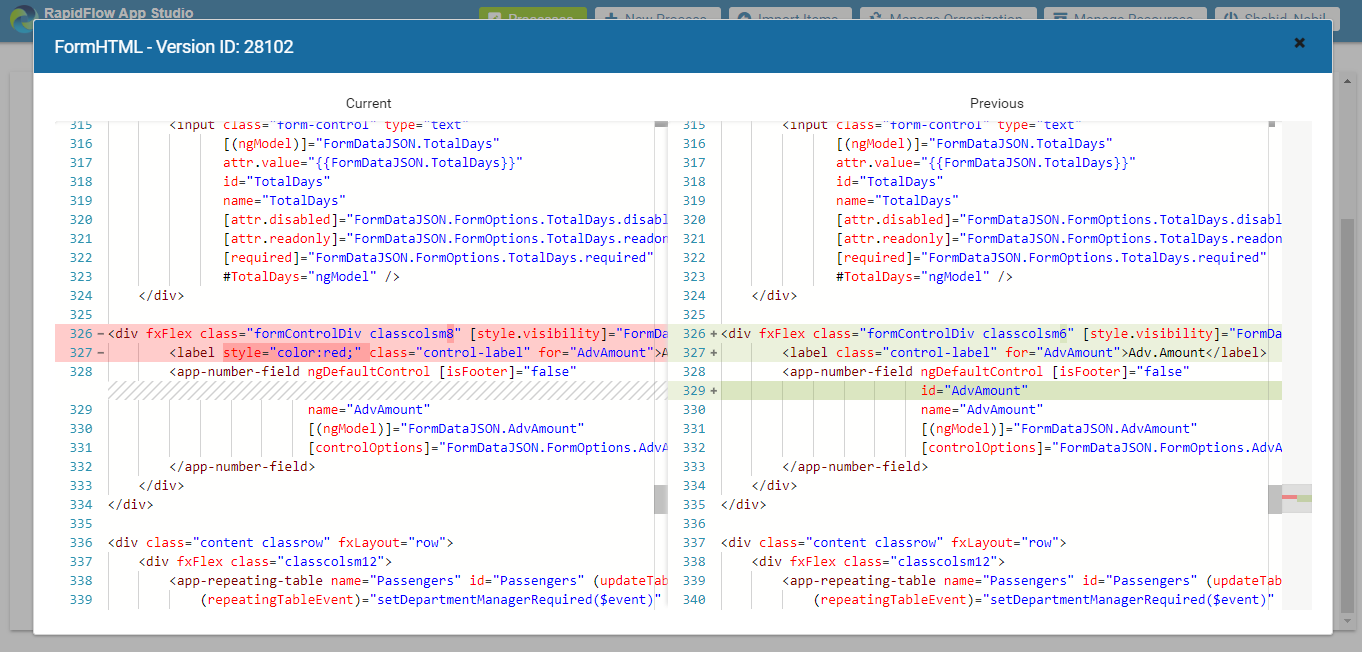 RapidFlow App Studio
Processes
New Process
Import Items
Manage Organization
Manage Resources
Shahid, Nabil
FormHTML - Version ID: 28102
Current
315 <input class="form-control" type="text"
316 [(ngModel)]="FormDataJSON.TotalDays"
317 attr.value="{{FormDataJSON.TotalDays}}"
318 id="TotalDays"
319 name="TotalDays"
320 [attr.disabled]="FormDataJSON.FormOptions.TotalDays.disabl
321 [attr.readonly]="FormDataJSON.FormOptions.TotalDays.readon
322 [required]="FormDataJSON.FormOptions.TotalDays.required"
323 #TotalDays="ngModel" />
324 </div>
325
326 - <div fxFlex class="formControlDiv classcolsm8" [style.visibility]="FormDa
327 - <label style="color:red;" class="control-label" for="AdvAmount">A
328 <app-number-field ngDefaultControl [isFooter]="false"
329 name="AdvAmount"
330 [(ngModel)]="FormDataJSON.AdvAmount"
331 [controlOptions]="FormDataJSON.FormOptions.AdvA
332 </app-number-field>
333 </div>
334 </div>
335
336 <div class="content classrow" fxLayout="row">
337 <div fxFlex class="classcolsm12">
338 <app-repeating-table name="Passengers" id="Passengers" (updateTab
339 (repeatingTableEvent)="setDepartmentManagerRequired($event)"
Previous
315 <input class="form-control" type="text"
316 [(ngModel)]="FormDataJSON.TotalDays"
317 attr.value="{{FormDataJSON.TotalDays}}"
318 id="TotalDays"
319 name="TotalDays"
320 [attr.disabled]="FormDataJSON.FormOptions.TotalDays.disabl
321 [attr.readonly]="FormDataJSON.FormOptions.TotalDays.readon
322 [required]="FormDataJSON.FormOptions.TotalDays.required"
323 #TotalDays="ngModel" />
324 </div>
325
326 + <div fxFlex class="formControlDiv classcolsm6" [style.visibility]="FormDa
327 + <label class="control-label" for="AdvAmount">Adv.Amount</label>
328 <app-number-field ngDefaultControl [isFooter]="false"
329 + id="AdvAmount"
330 name="AdvAmount"
331 [(ngModel)]="FormDataJSON.AdvAmount"
332 [controlOptions]="FormDataJSON.FormOptions.AdvA
333 </app-number-field>
334 </div>
335 </div>
336
337 <div class="content classrow" fxLayout="row">
338 <div fxFlex class="classcolsm12">
339 <app-repeating-table name="Passengers" id="Passengers" (updateTab
340 (repeatingTableEvent)="setDepartmentManagerRequired($event)"